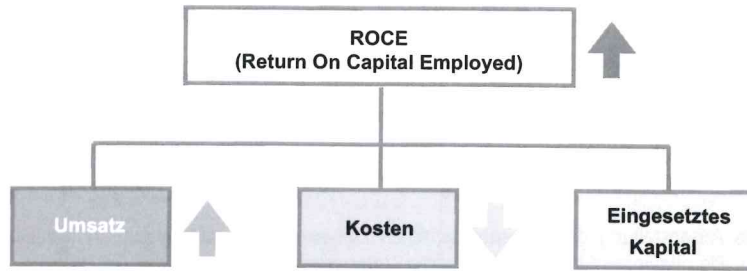 ROCE
(Return On Capital Employed)
Umsatz
Kosten
Eingesetztes
Kapital